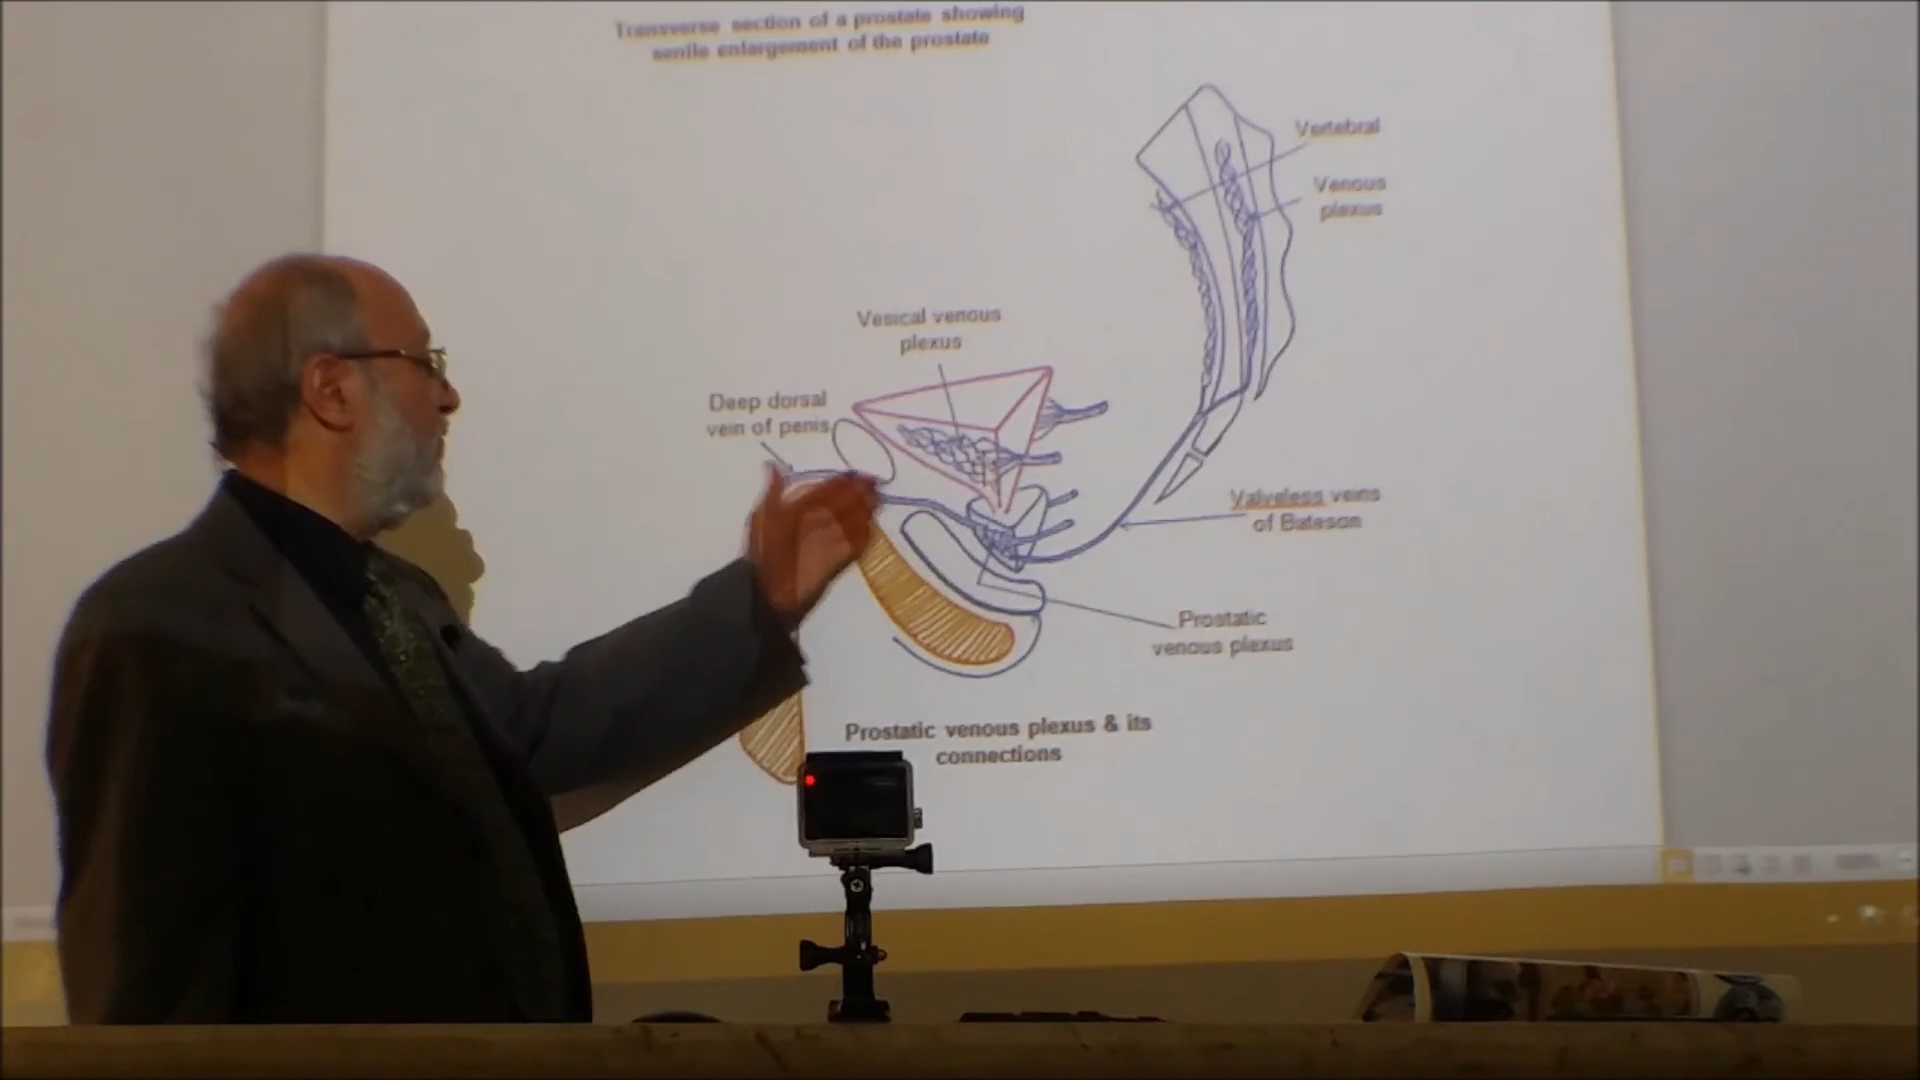 Transverse section of a prostate showing
senile enlargement of the prostate
Vertebral
Venous
plexus
Vesical venous
plexus
Deep dorsal
vein of penis
Valveless veins
of Bateson
Prostatic
venous plexus
Prostatic venous plexus & its
connections